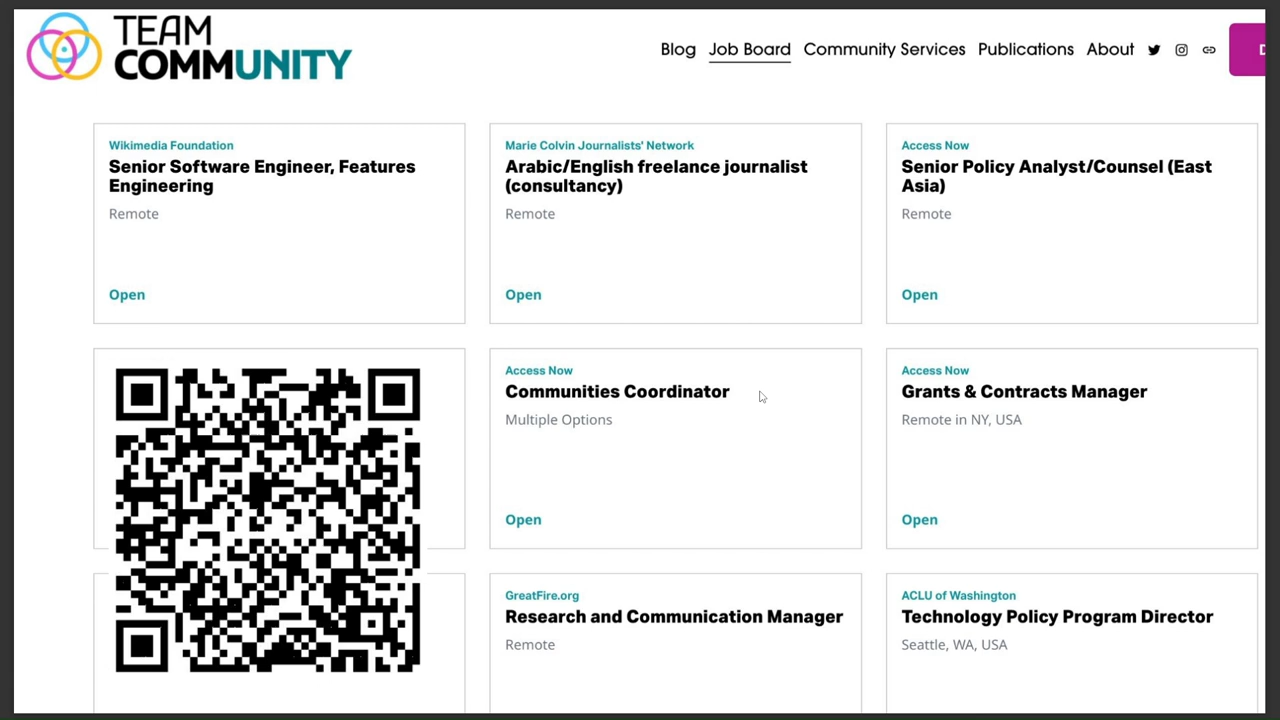 TEAM
COMMUNITY
Blog Job Board Community Services Publications About D
Wikimedia Foundation
Senior Software Engineer, Features
Engineering
Remote
Open
Marie Colvin Journalists' Network
Arabic/English freelance journalist
(consultancy)
Remote
Open
Access Now
Senior Policy Analyst/Counsel (East
Asia)
Remote
Open
Access Now
Communities Coordinator
Multiple Options
Open
Access Now
Grants & Contracts Manager
Remote in NY, USA
Open
GreatFire.org
Research and Communication Manager
Remote
ACLU of Washington
Technology Policy Program Director
Seattle, WA, USA